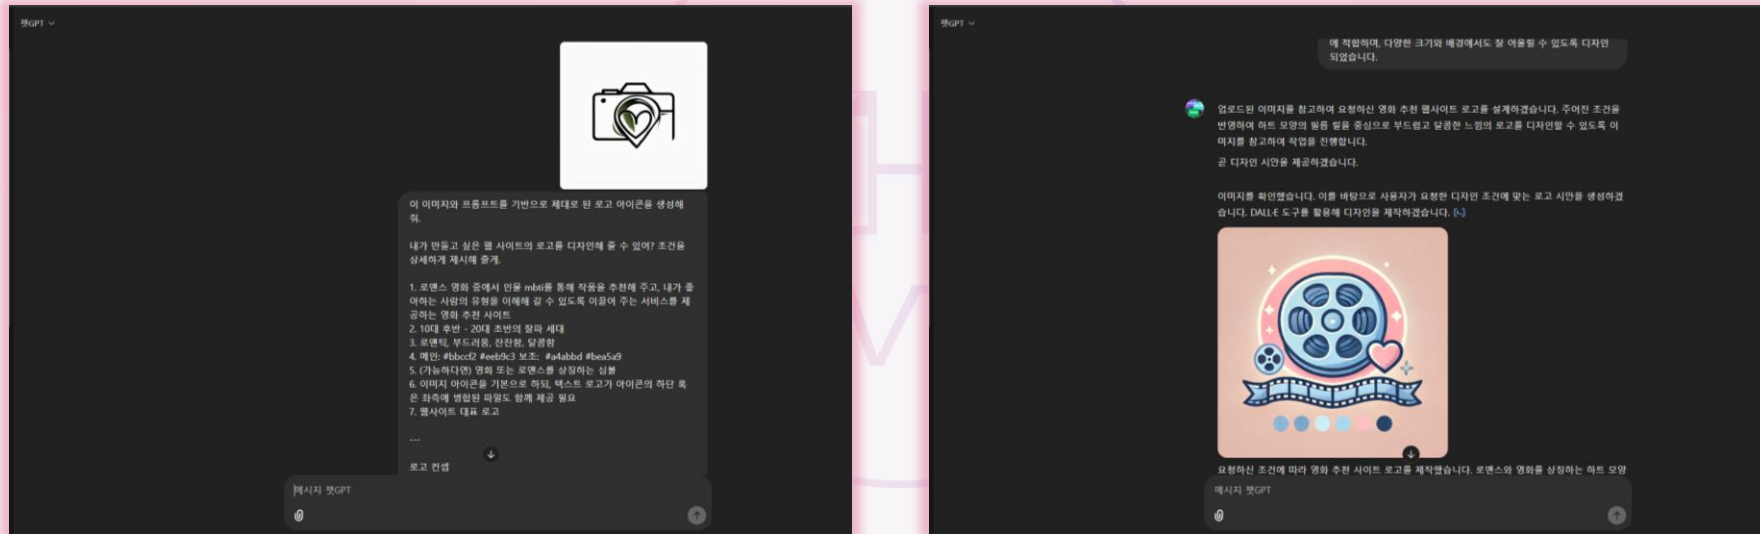 챗GPT
이 이미지와 프롬프트를 기반으로 제대로 된 로고 아이콘을 생성해
줘.
내가 만들고 싶은 웹 사이트의 로고를 디자인해 줄 수 있어? 조건을
상세하게 제시해 줄게.
1. 로맨스 영화 중에서 인물 mbti를 통해 작품을 추천해 주고, 내가 좋
아하는 사람의 유형을 이해해 갈 수 있도록 이끌어 주는 서비스를 제
공하는 영화 추천 사이트
2. 10대 후반 - 20대 초반의 잘파 세대
3. 로맨틱, 부드러움, 잔잔함, 달콤함
4. 메인: #bbccf2 #eeb9c3 보조: #a4abbd #bea5a9
5. (가능하다면) 영화 또는 로맨스를 상징하는 심볼
6. 이미지 아이콘을 기본으로 하되, 텍스트 로고가 아이콘의 하단 혹
은 좌측에 병합된 파일도 함께 제공 필요
7. 웹사이트 대표 로고
---
로고 컨셉
메시지 챗GPT
챗GPT
에 적합하며, 다양한 크기와 배경에서도 잘 어울릴 수 있도록 디자인
되었습니다.
업로드된 이미지를 참고하여 요청하신 영화 추천 웹사이트 로고를 설계하겠습니다. 주어진 조건을
반영하여 하트 모양의 필름 릴을 중심으로 부드럽고 달콤한 느낌의 로고를 디자인할 수 있도록 이
미지를 참고하여 작업을 진행합니다.
곧 디자인 시안을 제공하겠습니다.
이미지를 확인했습니다. 이를 바탕으로 사용자가 요청한 디자인 조건에 맞는 로고 시안을 생성하겠
습니다. DALL·E 도구를 활용해 디자인을 제작하겠습니다. [>-]
요청하신 조건에 따라 영화 추천 사이트 로고를 제작했습니다. 로맨스와 영화를 상징하는 하트 모양
메시지 챗GPT